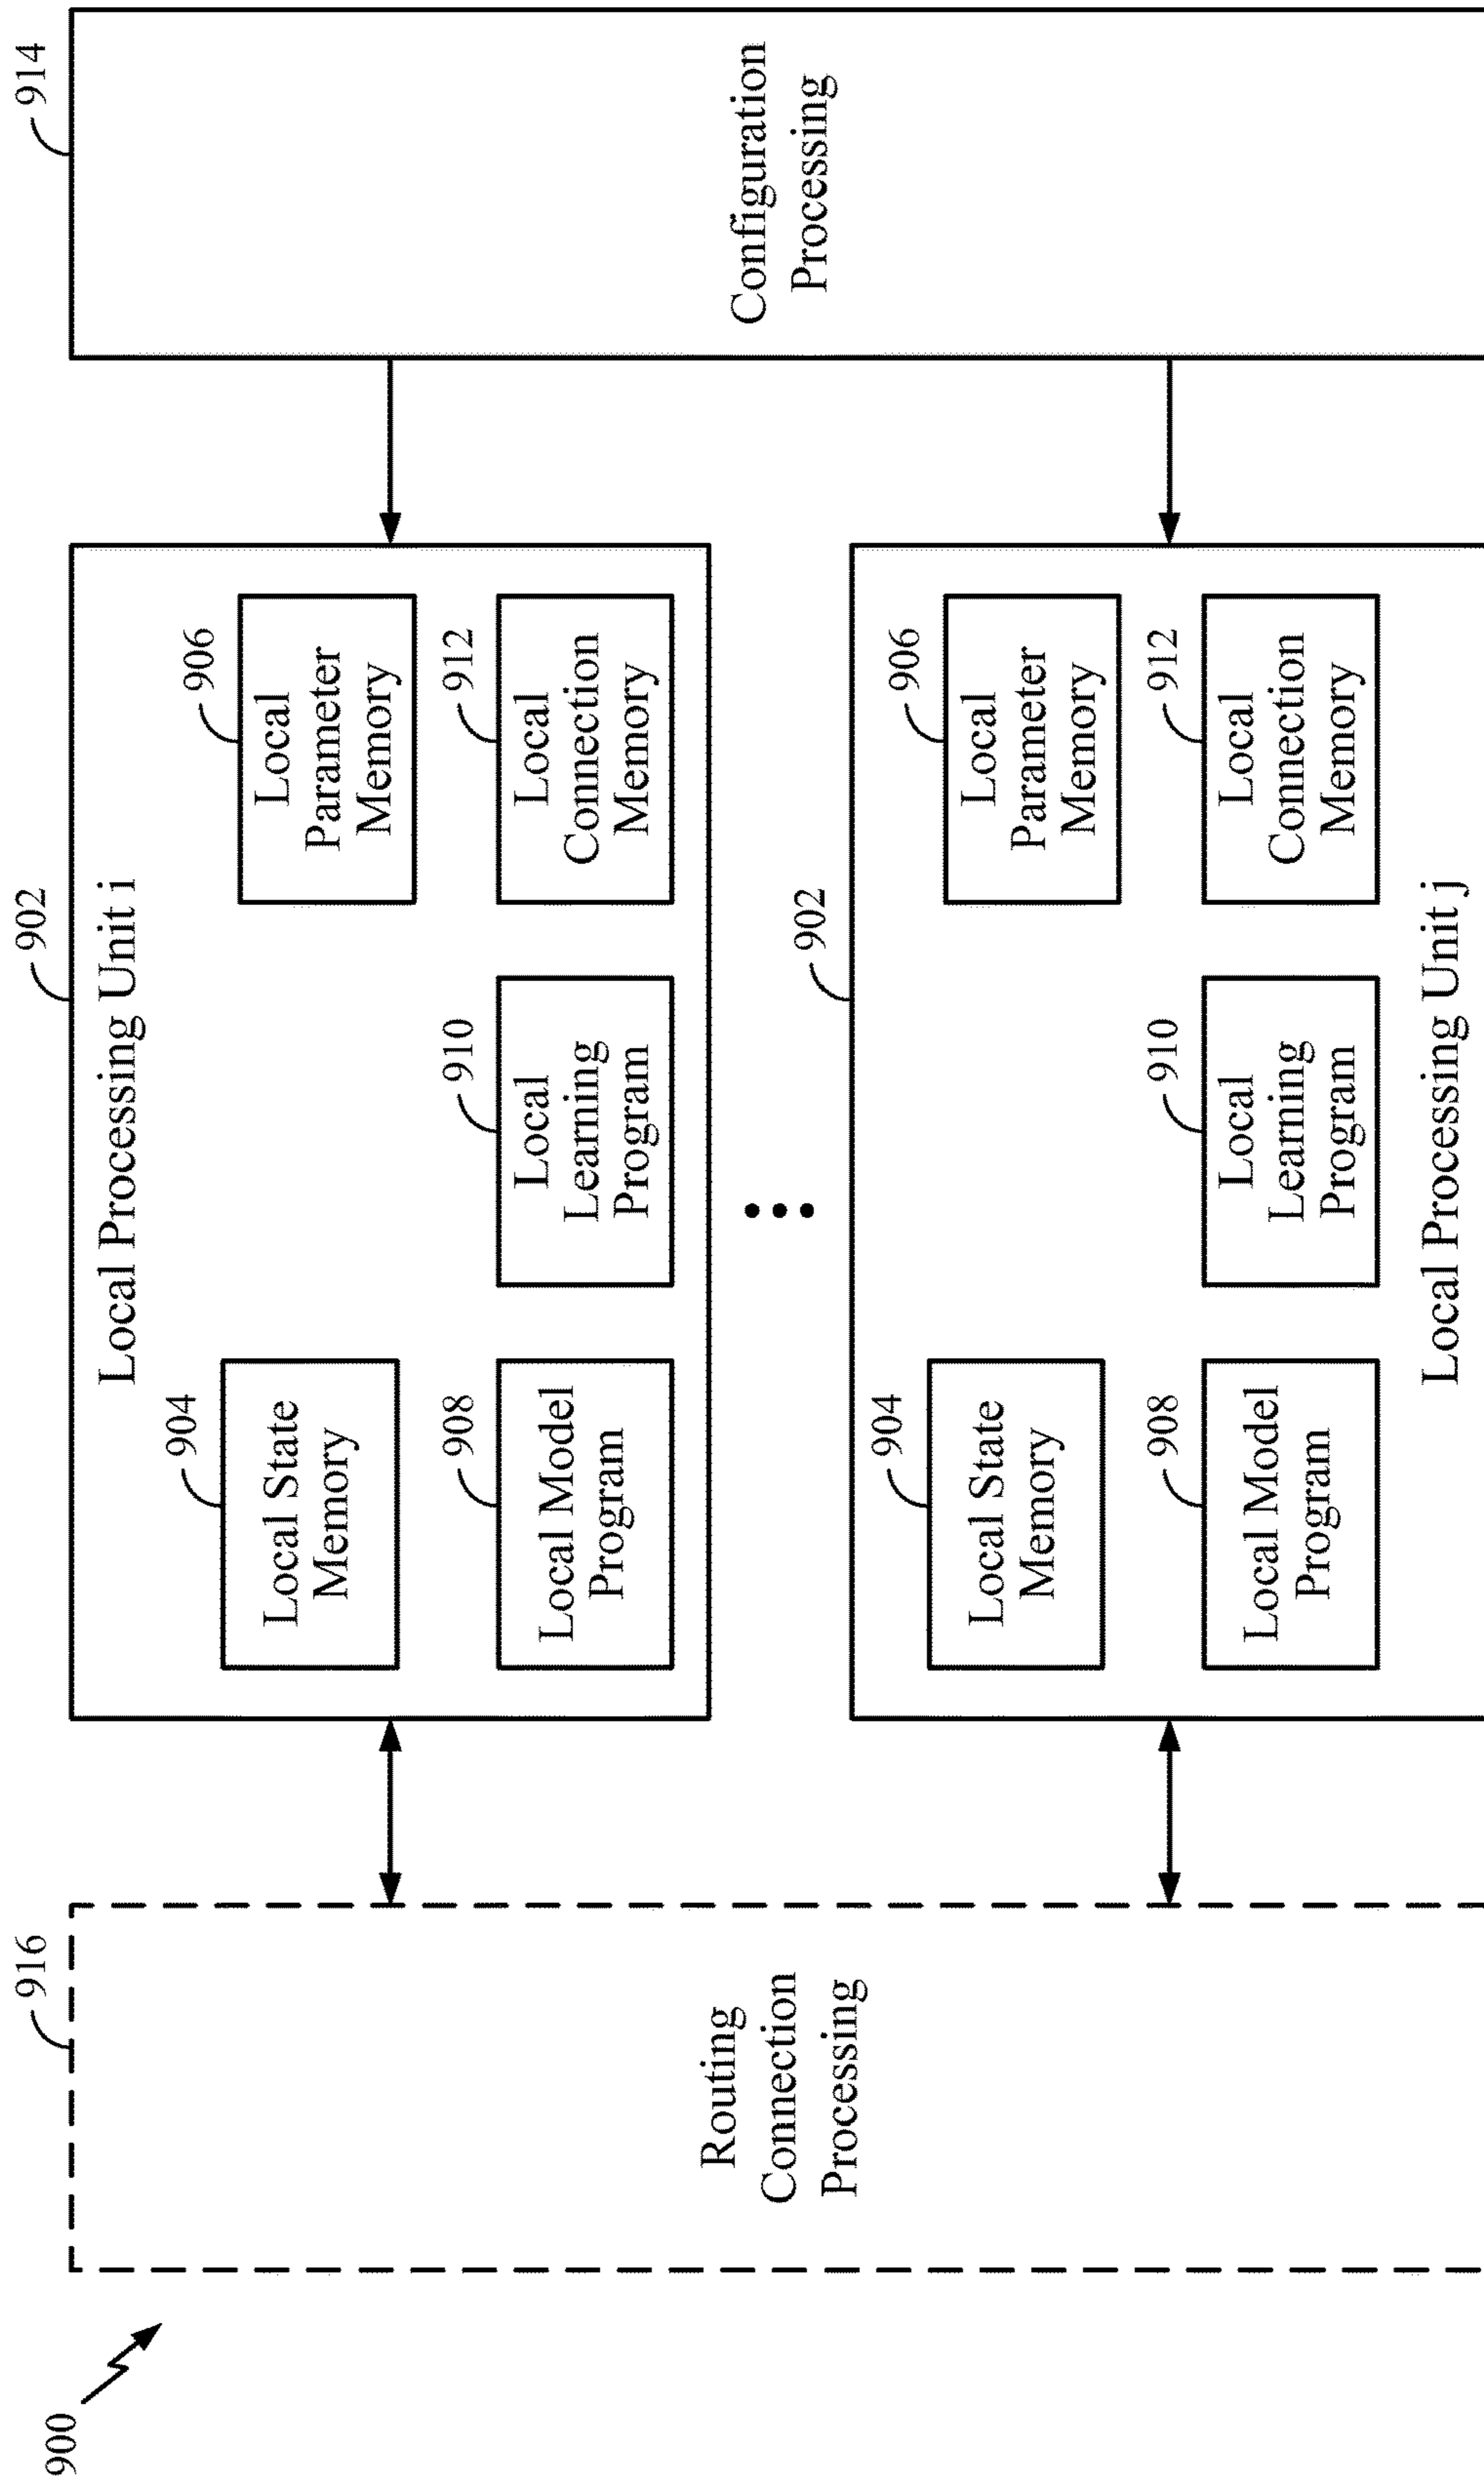 900
916
Routing
Connection
Processing
902
Local Processing Unit i
904
Local State
Memory
906
Local
Parameter
Memory
908
Local Model
Program
910
Local
Learning
Program
912
Local
Connection
Memory
902
904
Local State
Memory
906
Local
Parameter
Memory
908
Local Model
Program
910
Local
Learning
Program
912
Local
Connection
Memory
Local Processing Unit j
914
Configuration
Processing